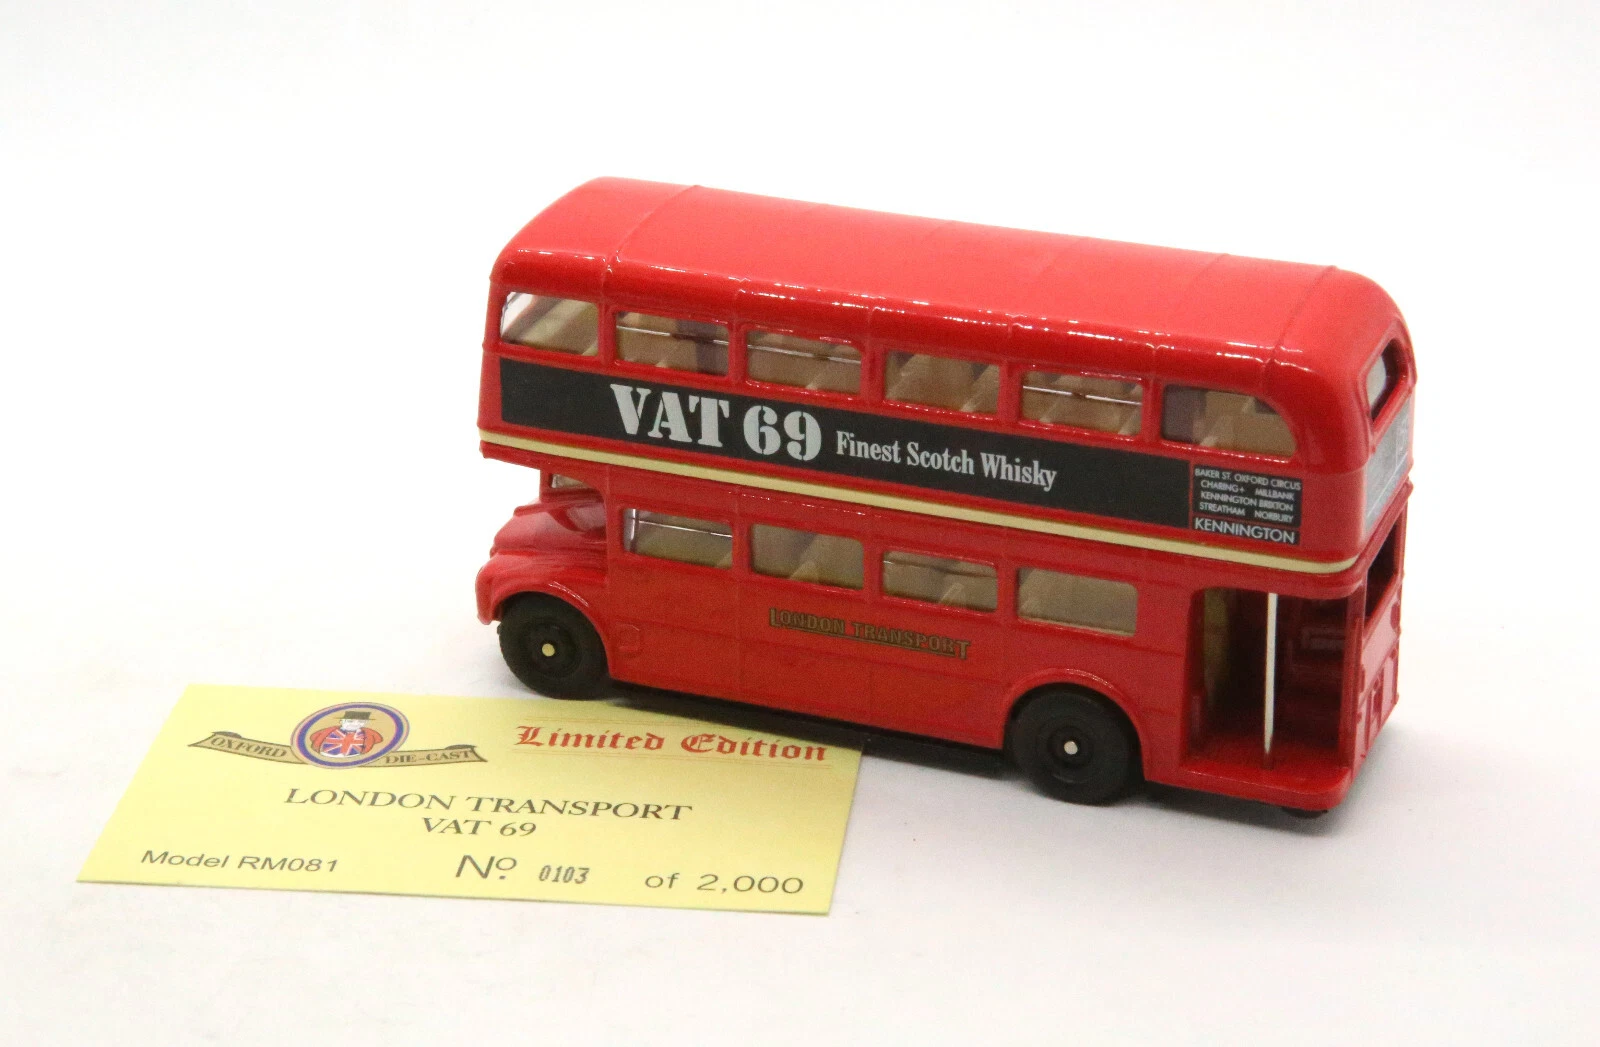 VAT 69 Finest Scotch Whisky
BAKER ST. OXFORD CIRCUS
CHARING+ MILLBANK
KENNINGTON BRIXTON
STREATHAM NORBURY
KENNINGTON
LONDON TRANSPORT
OXFORD DIE-CAST
Limited Edition
LONDON TRANSPORT
VAT 69
Model RM081 Nº 0103 of 2,000